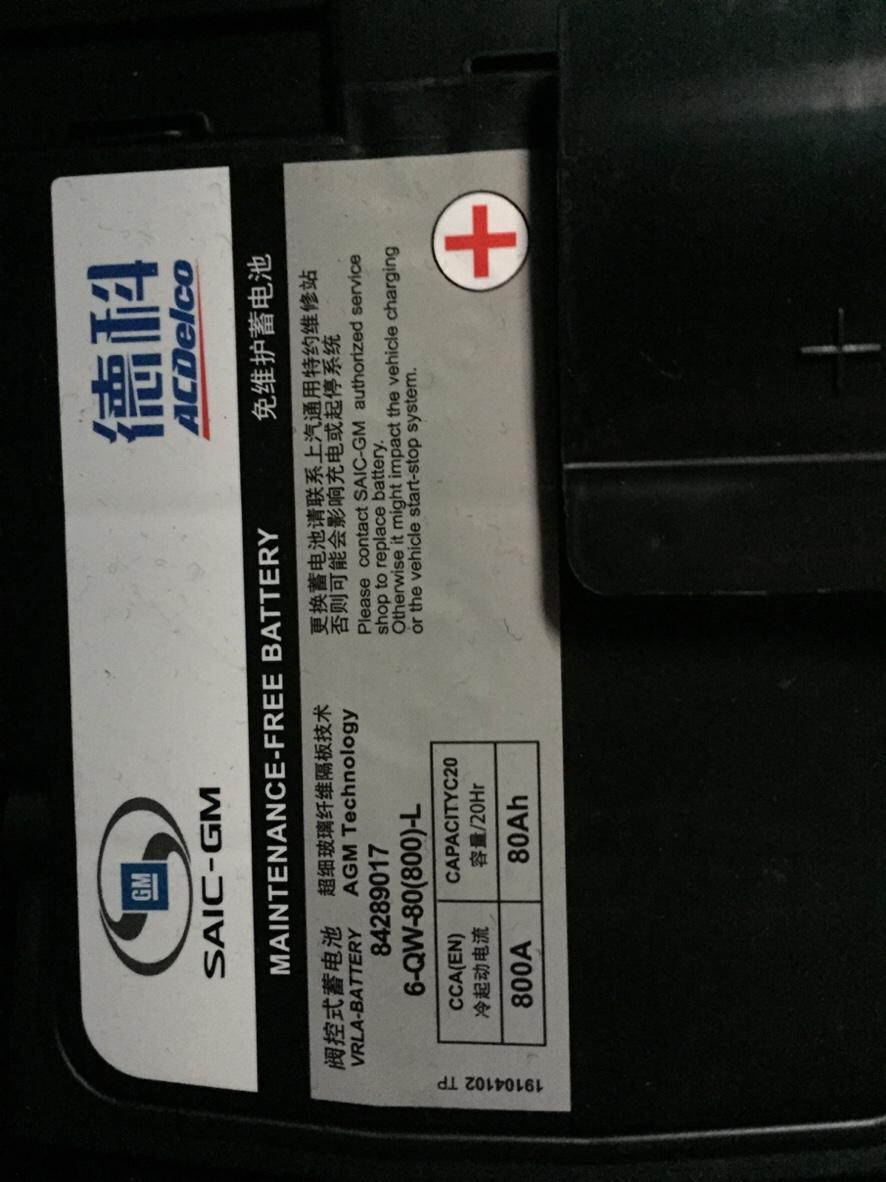 GM
SAIC-GM
德科
ACDelco
MAINTENANCE-FREE BATTERY
免维护蓄电池
阀控式蓄电池
VRLA-BATTERY
超细玻璃纤维隔板技术
AGM Technology
84289017
6-QW-80(800)-L
CCA(EN)
冷起动电流
CAPACITYC20
容量/20Hr
800A
80Ah
更换蓄电池请联系上汽通用特约维修站
否则可能会影响充电或起停系统
Please contact SAIC-GM authorized service
shop to replace battery.
Otherwise it might impact the vehicle charging
or the vehicle start-stop system.
19104102 TP